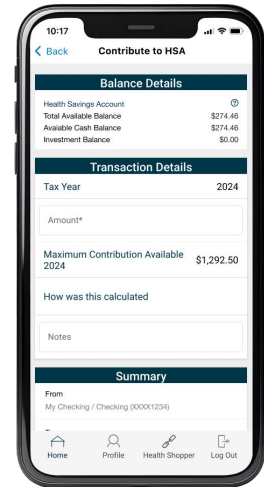 10:17
Back Contribute to HSA
Balance Details
Health Savings Account
Total Available Balance $274.46
Avaiable Cash Balance $274.46
Investment Balance $0.00
Transaction Details
Tax Year 2024
Amount*
Maximum Contribution Available
2024 $1,292.50
How was this calculated
Notes
Summary
From
My Checking / Checking (XXXX1234)
Home Profile Health Shopper Log Out